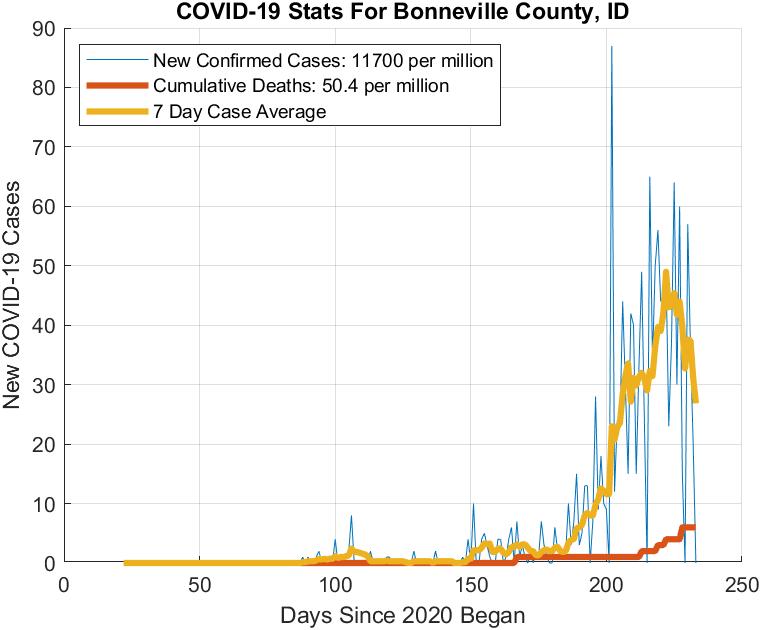 COVID-19 Stats For Bonneville County, ID
New Confirmed Cases: 11700 per million
Cumulative Deaths: 50.4 per million
7 Day Case Average
New COVID-19 Cases
90
80
70
60
50
40
30
20
10
0
0 50 100 150 200 250
Days Since 2020 Began